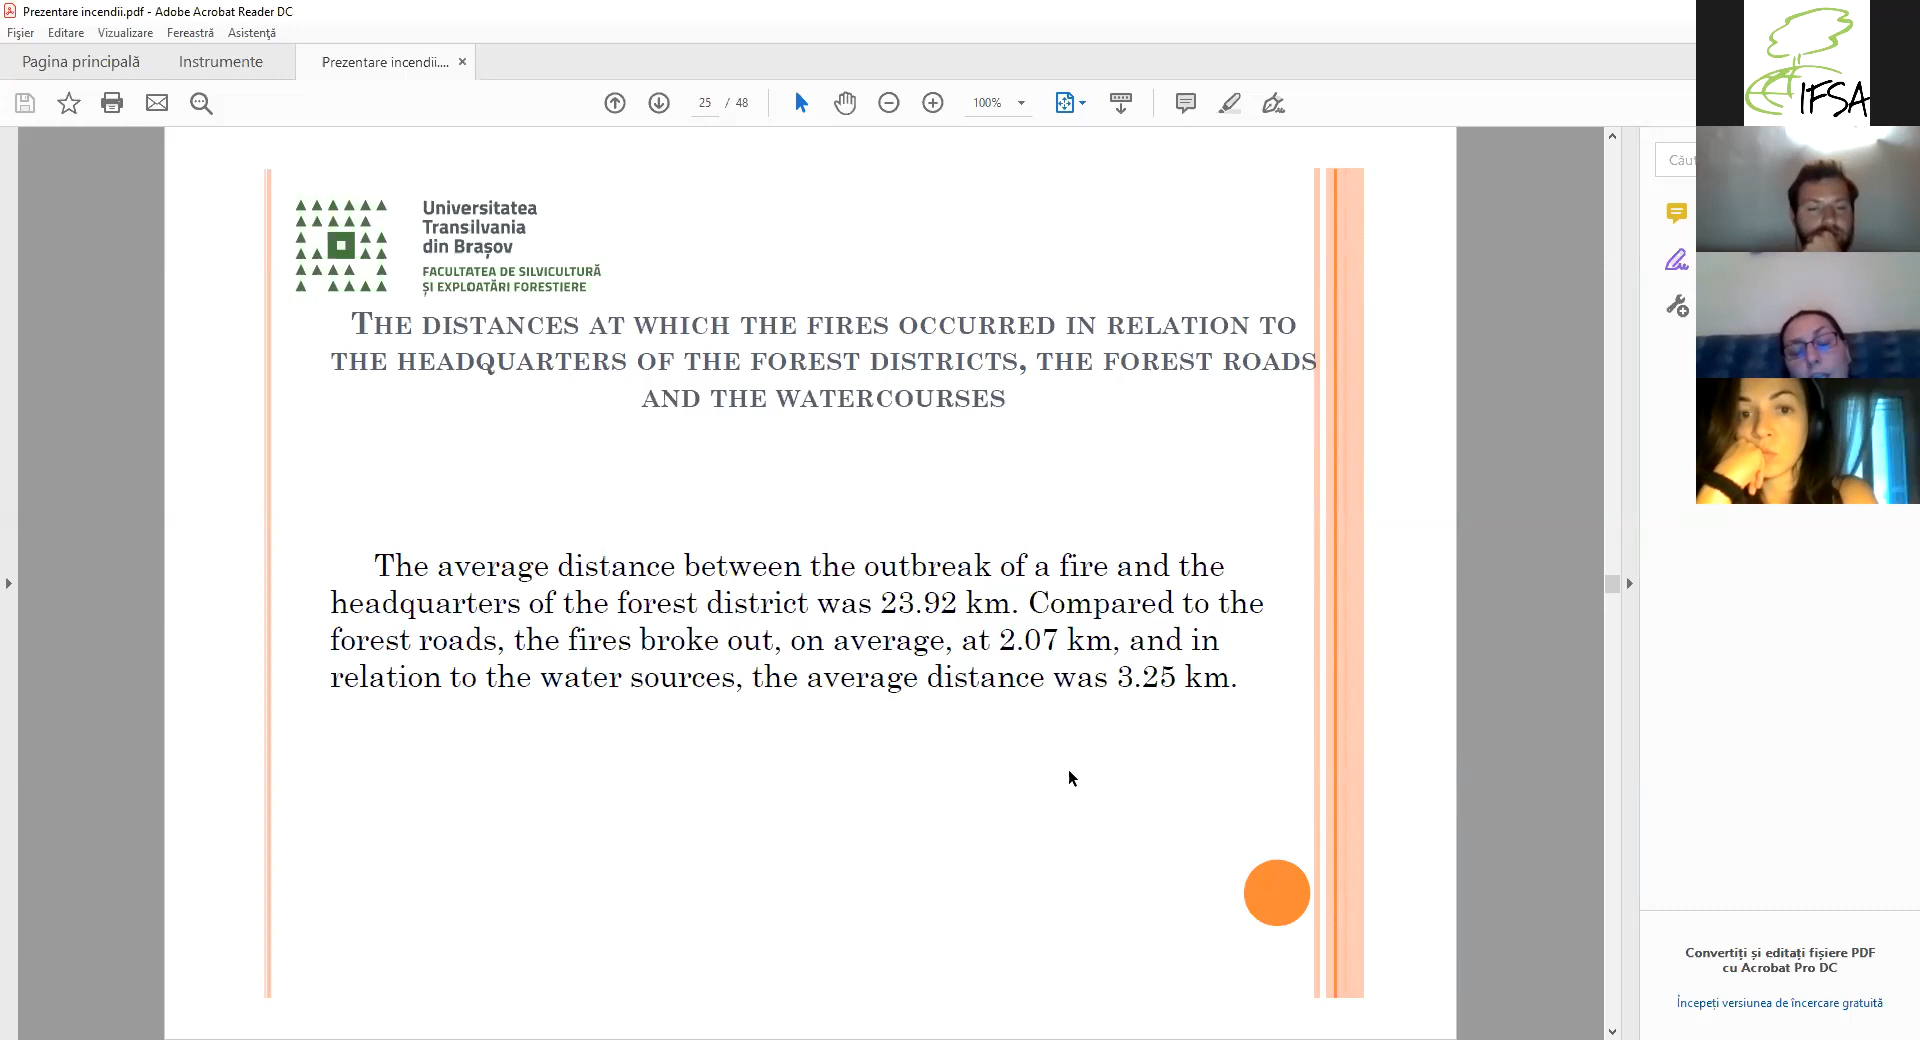 Prezentare incendii.pdf - Adobe Acrobat Reader DC
Fișier Editare Vizualizare Fereastră Asistență
Pagina principală Instrumente Prezentare incendii....
25 / 48 100%
IFSA
Universitatea
Transilvania
din Brașov
FACULTATEA DE SILVICULTURĂ
ȘI EXPLOATĂRI FORESTIERE
THE DISTANCES AT WHICH THE FIRES OCCURRED IN RELATION TO
THE HEADQUARTERS OF THE FOREST DISTRICTS, THE FOREST ROADS
AND THE WATERCOURSES
The average distance between the outbreak of a fire and the
headquarters of the forest district was 23.92 km. Compared to the
forest roads, the fires broke out, on average, at 2.07 km, and in
relation to the water sources, the average distance was 3.25 km.
Convertiți și editați fișiere PDF
cu Acrobat Pro DC
Începeți versiunea de încercare gratuită